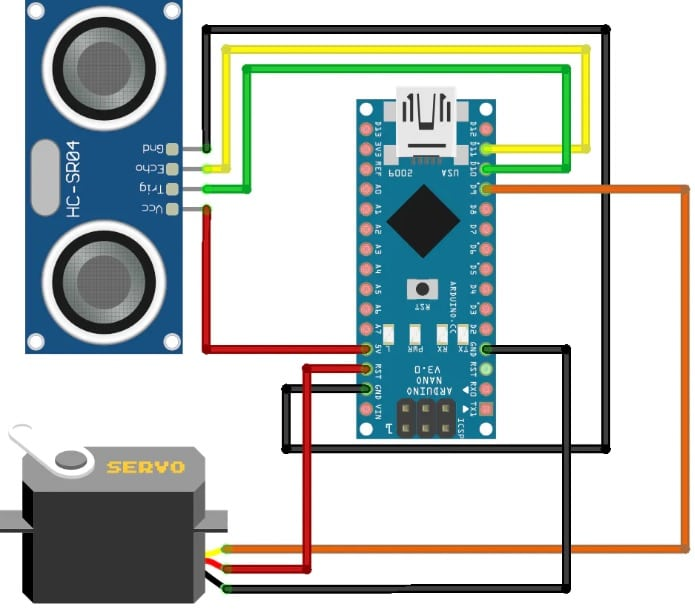 Gnd
Echo
Trig
Vcc
HC-SR04
D13
3V3
REF
A0
A1
A2
A3
A4
A5
A6
A7
5V
RST
GND
VIN
D12
D11
D10
D9
D8
D7
D6
D5
D4
D3
D2
GND
RST
RX0
TX1
USA
2009
RST
ARDUINO.CC
L
PWR
RX
TX
ARDUINO
NANO
V3.0
ICSP
1
SERVO